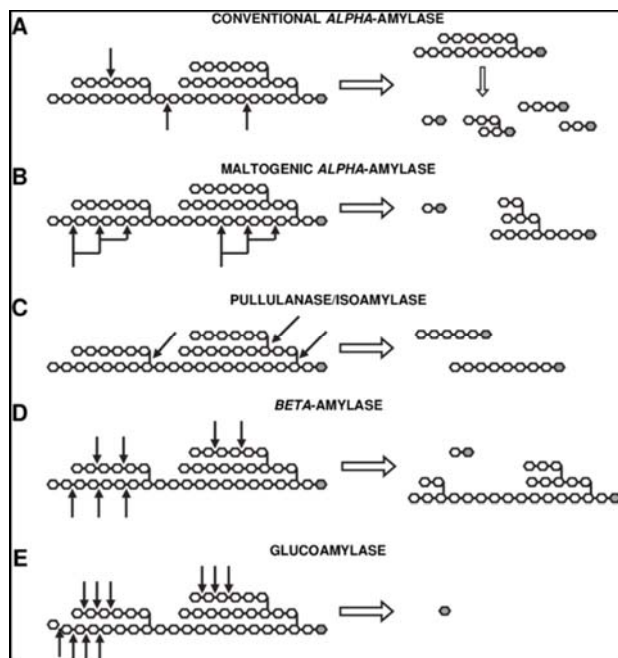 A
CONVENTIONAL ALPHA-AMYLASE
B
MALTOGENIC ALPHA-AMYLASE
C
PULLULANASE/ISOAMYLASE
D
BETA-AMYLASE
E
GLUCOAMYLASE